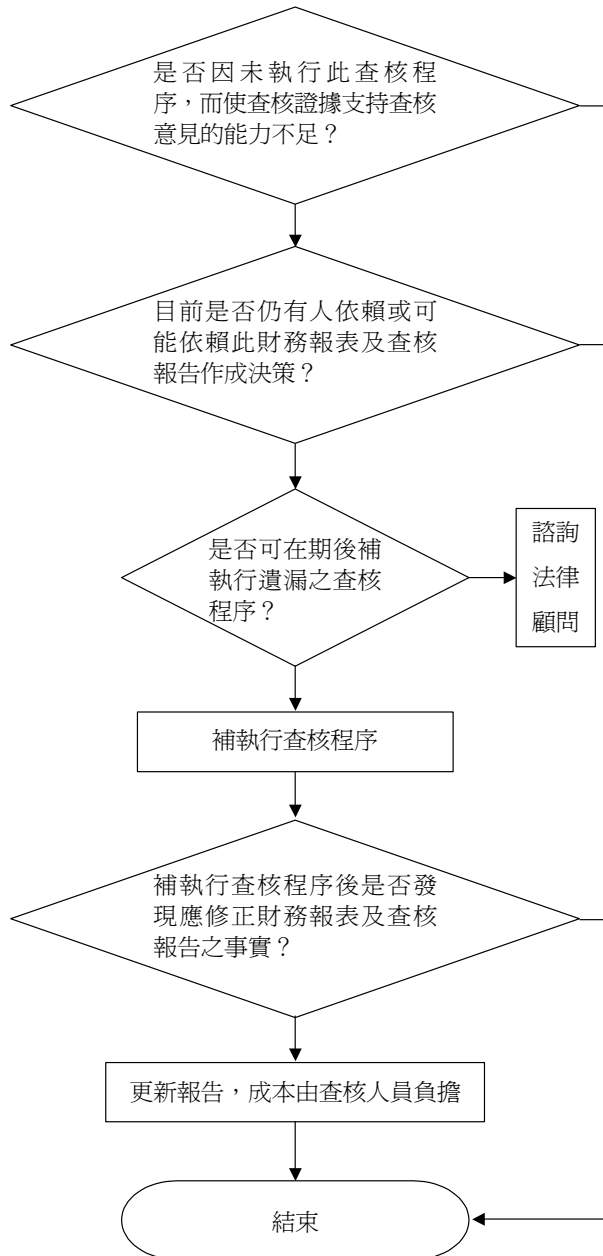 是否因未執行此查核程
序，而使查核證據支持查核
意見的能力不足？
目前是否仍有人依賴或可
能依賴此財務報表及查核
報告作成決策？
是否可在期後補
執行遺漏之查核
程序？
諮詢
法律
顧問
補執行查核程序
補執行查核程序後是否發
現應修正財務報表及查核
報告之事實？
更新報告，成本由查核人員負擔
結束